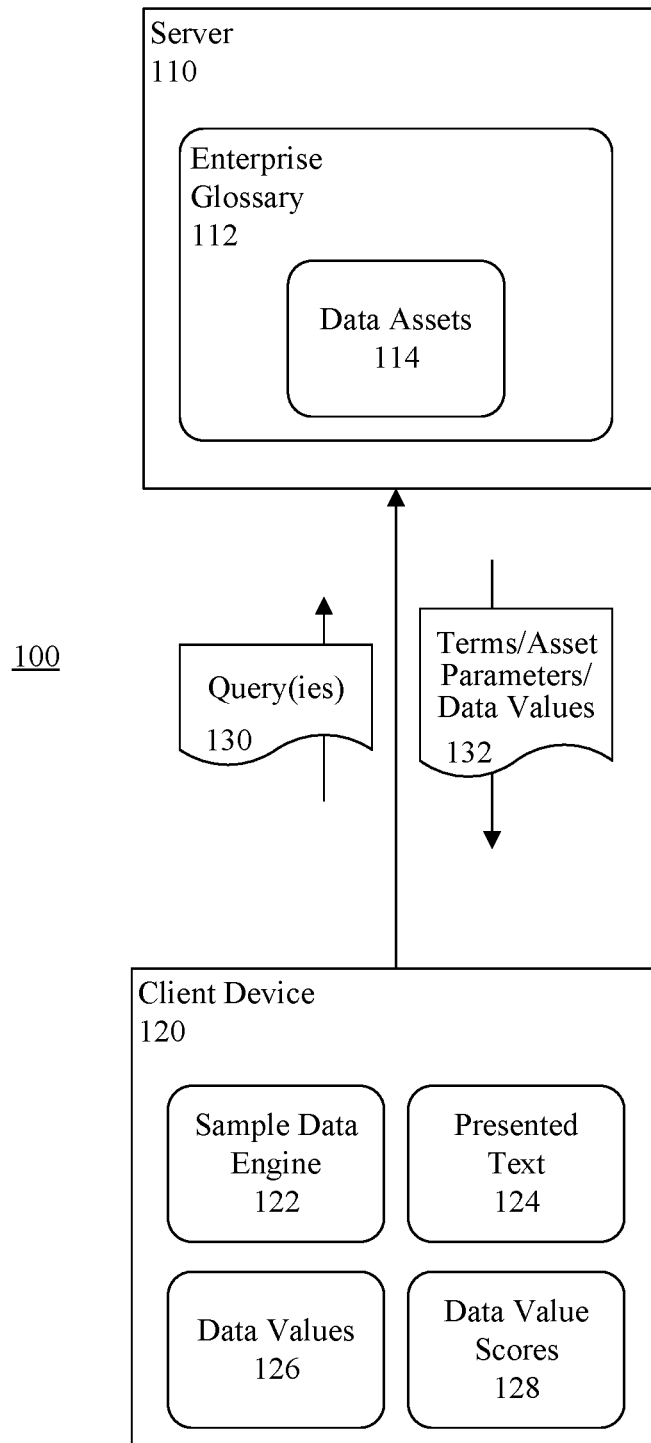 Server
110
Enterprise
Glossary
112
Data Assets
114
100
Query(ies)
130
Terms/Asset
Parameters/
Data Values
132
Client Device
120
Sample Data
Engine
122
Presented
Text
124
Data Values
126
Data Value
Scores
128